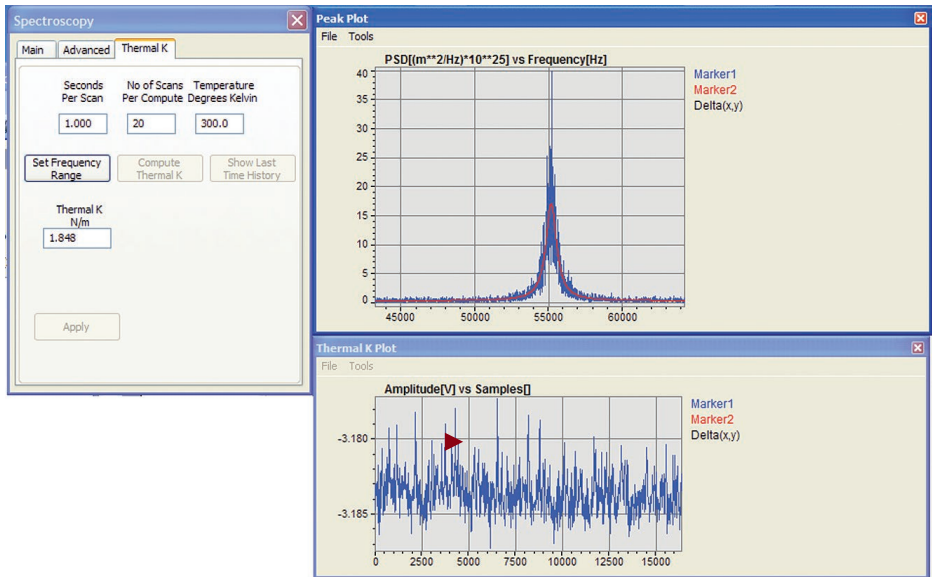 Spectroscopy
Main Advanced Thermal K
Seconds Per Scan
No of Scans Per Compute
Temperature Degrees Kelvin
1.000 20 300.0
Set Frequency Range
Compute Thermal K
Show Last Time History
Thermal K
N/m
1.848
Apply
Peak Plot
File Tools
PSD[(m**2/Hz)*10**25] vs Frequency[Hz]
40
35
30
25
20
15
10
5
0
45000 50000 55000 60000
Marker1
Marker2
Delta(x,y)
Thermal K Plot
File Tools
Amplitude[V] vs Samples[]
-3.180
-3.185
0 2500 5000 7500 10000 12500 15000
Marker1
Marker2
Delta(x,y)